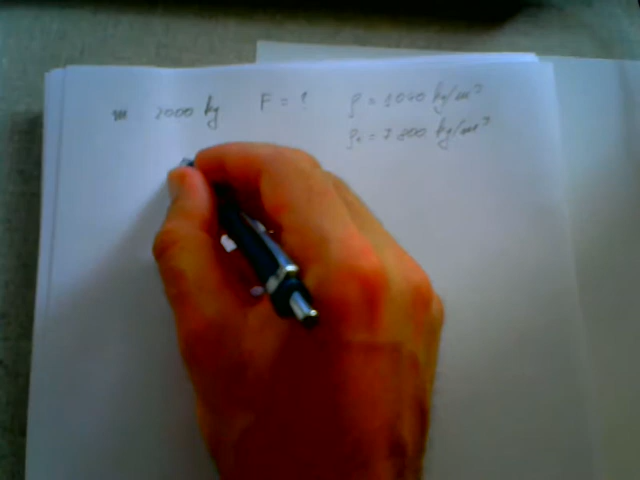 m 2000 kg F = ? ρ = 1040 kg/m³
ρ₀ = 7800 kg/m³